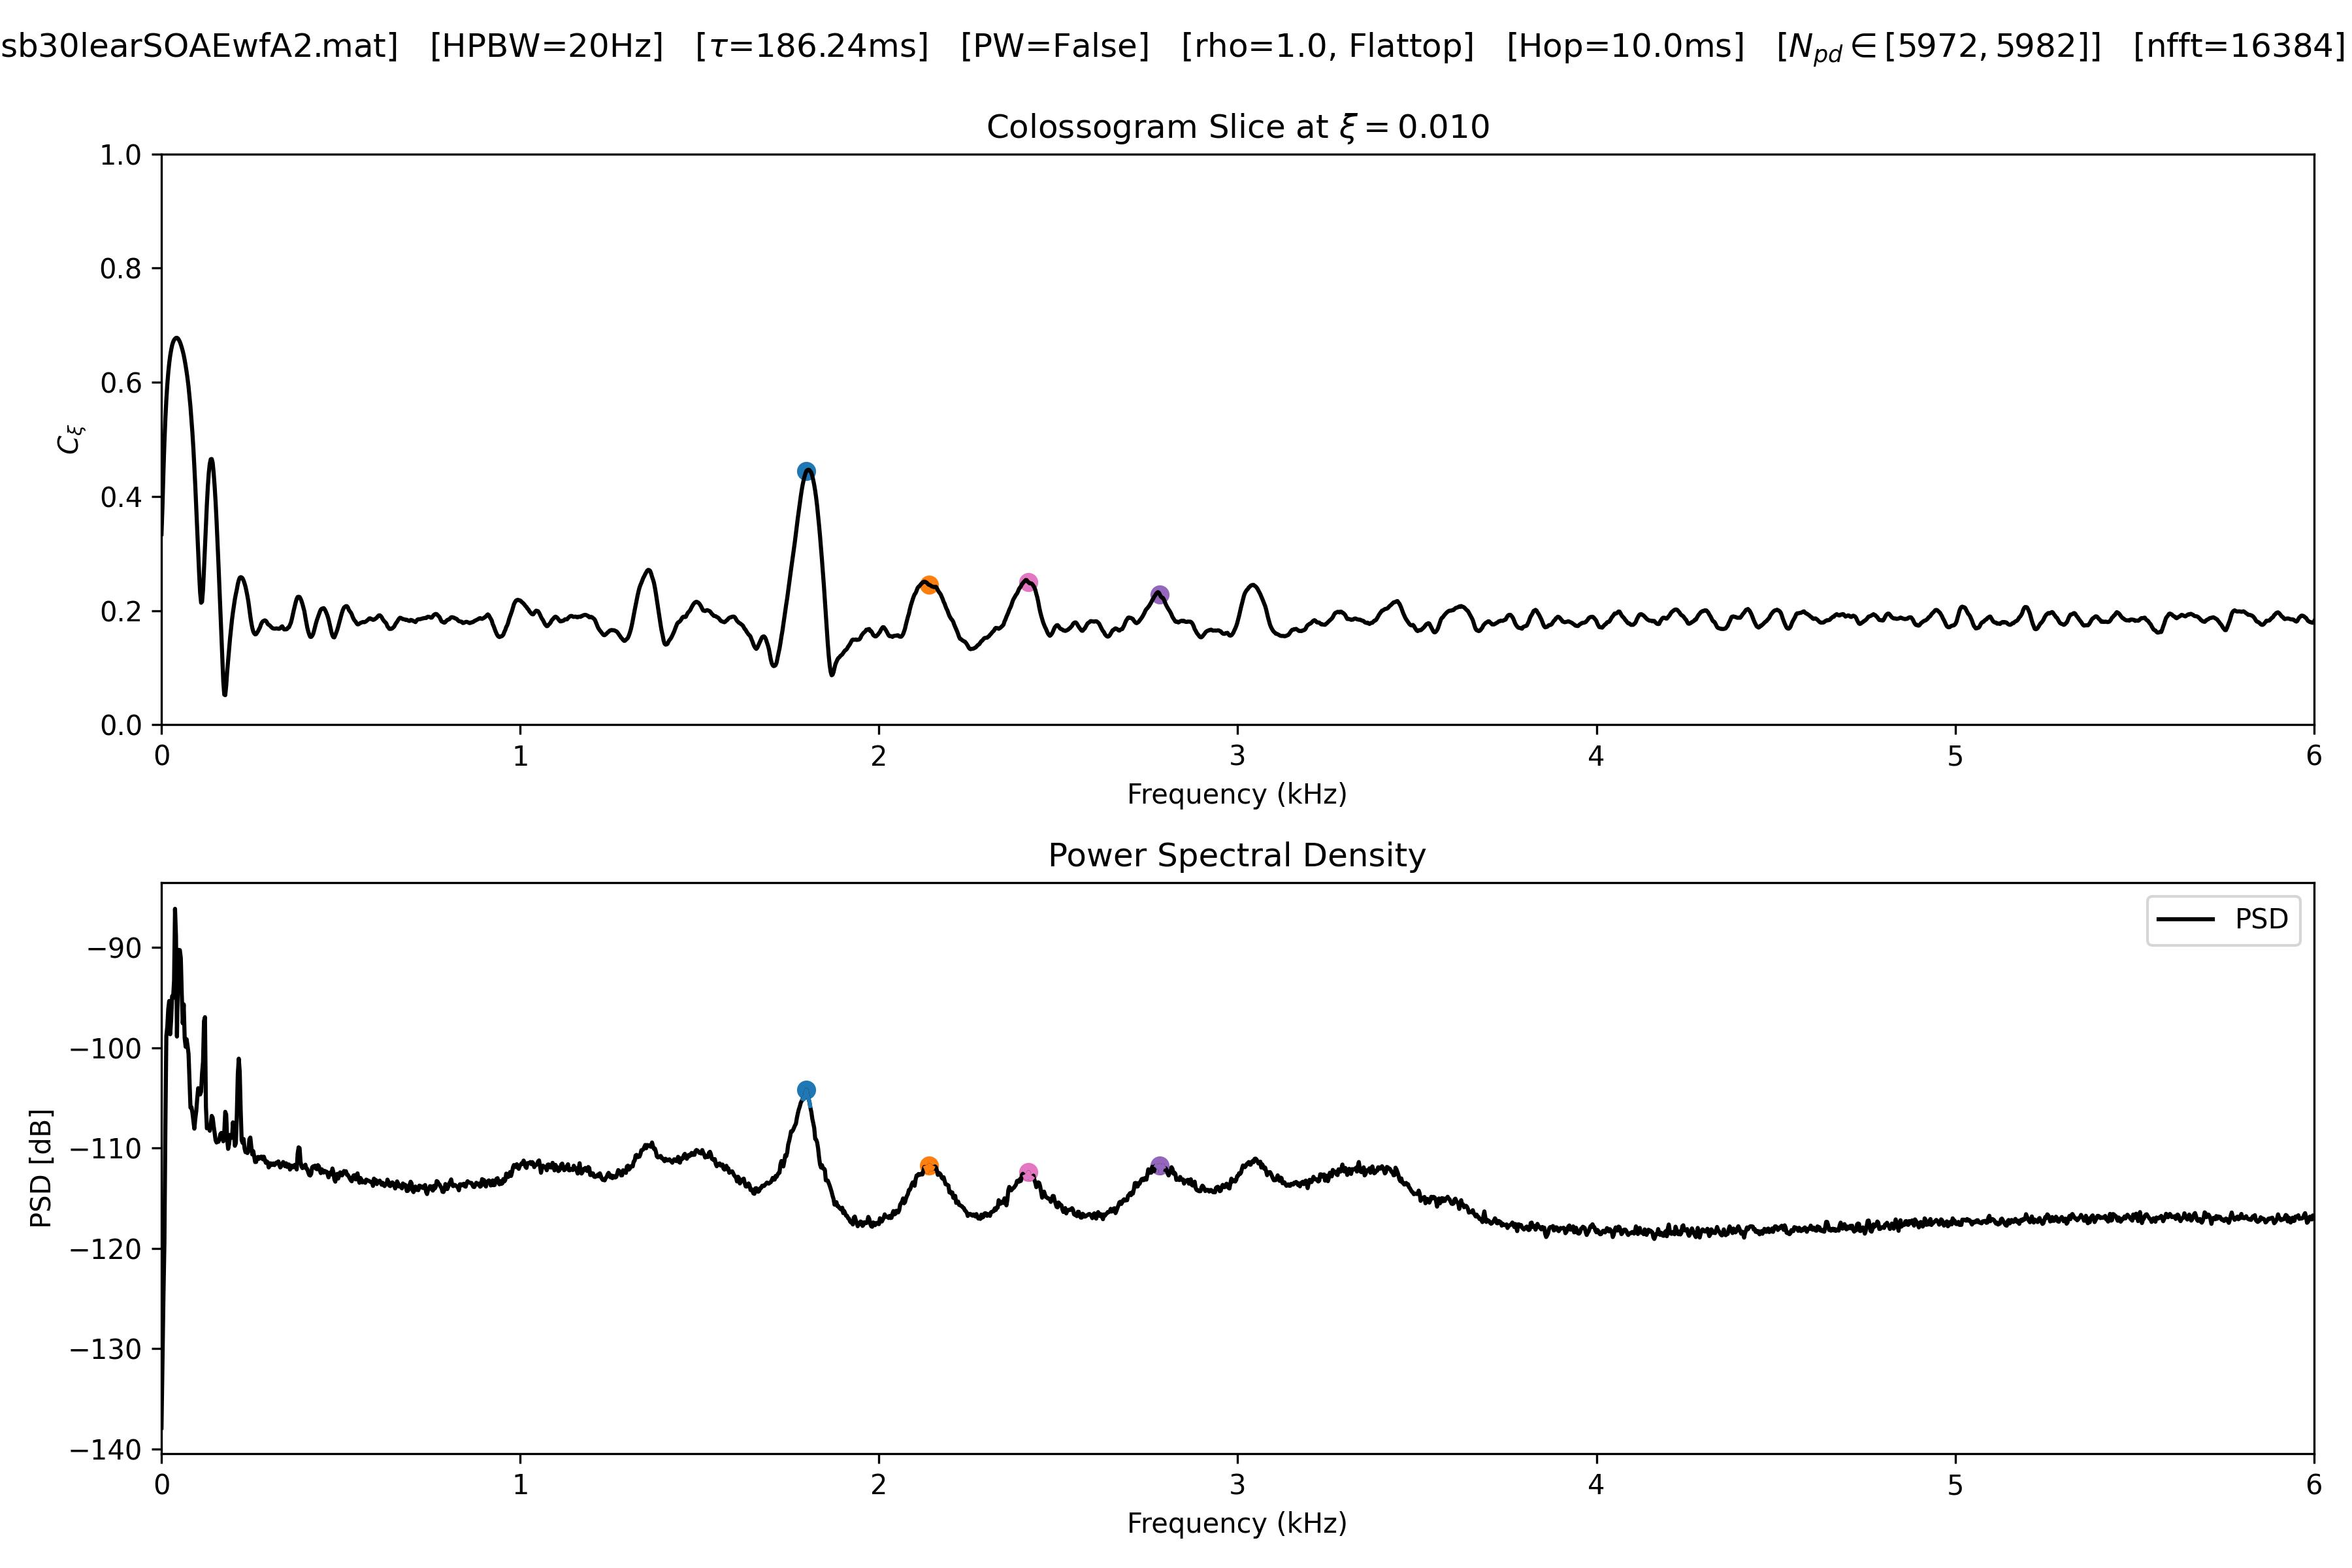 sb30learSOAEwfA2.mat] [HPBW=20Hz] [τ=186.24ms] [PW=False] [rho=1.0, Flattop] [Hop=10.0ms] [N_pd ∈ [5972, 5982]] [nfft=16384]
Colossogram Slice at ξ = 0.010
1.0
0.8
0.6
0.4
0.2
0.0
C_ξ
0 1 2 3 4 5 6
Frequency (kHz)
Power Spectral Density
PSD
−90
−100
−110
−120
−130
−140
PSD [dB]
0 1 2 3 4 5 6
Frequency (kHz)